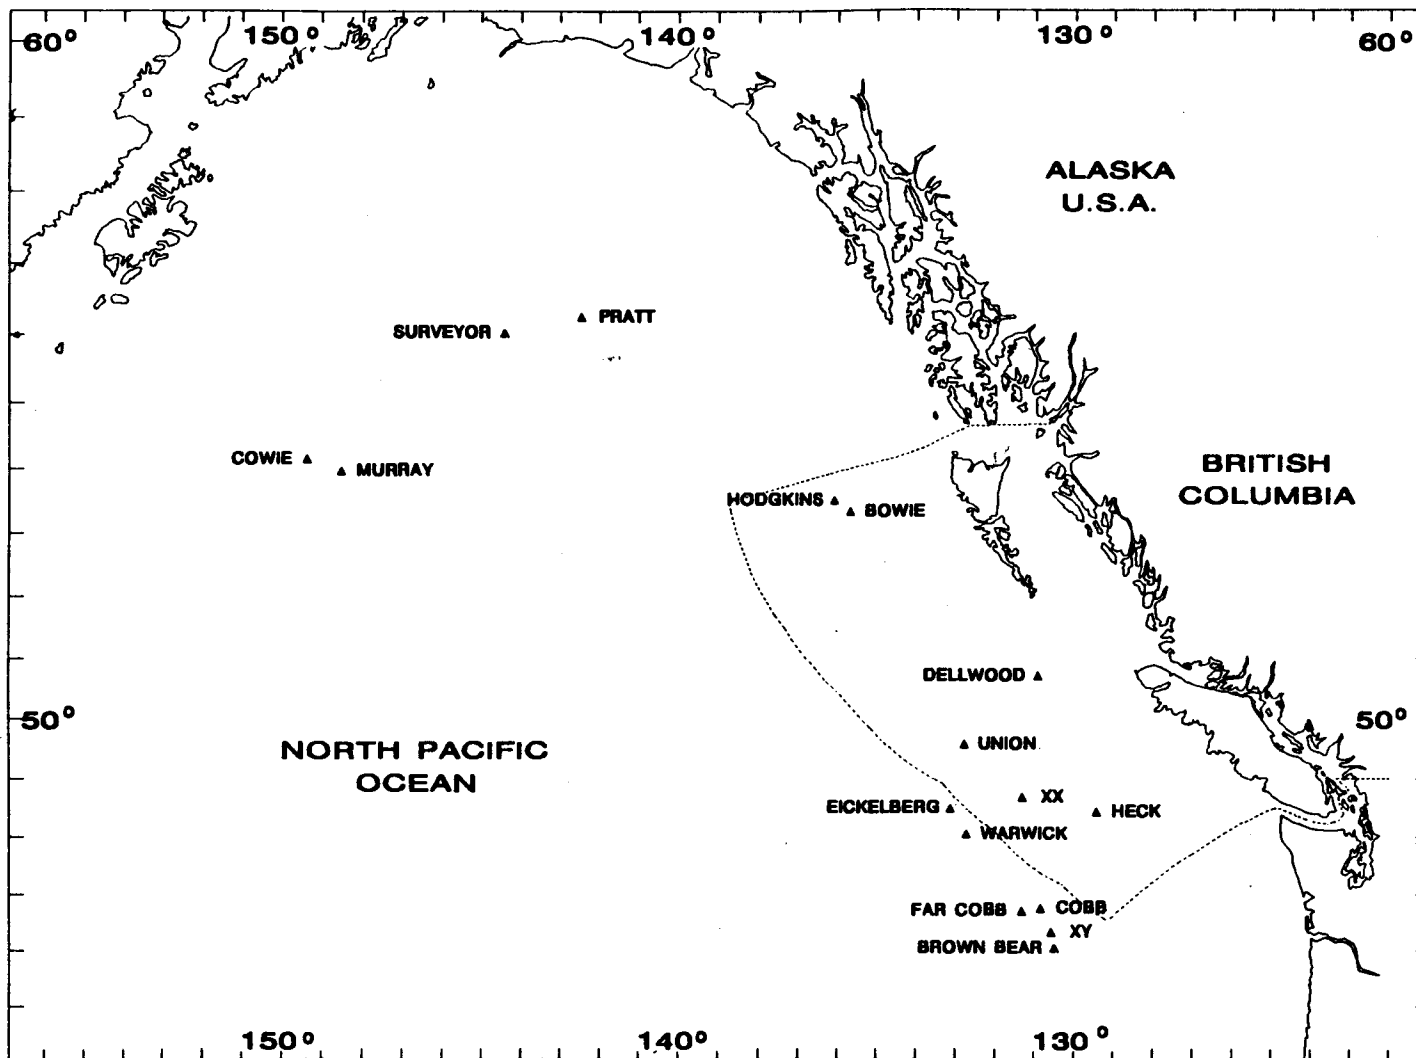 60° 150° 140° 130° 60°
ALASKA
U.S.A.
SURVEYOR PRATT
COWIE MURRAY
BRITISH
COLUMBIA
HODGKINS BOWIE
DELLWOOD
50° 50°
NORTH PACIFIC
OCEAN
UNION
XX
EICKELBERG HECK
WARWICK
FAR COBB COBB
XY
BROWN BEAR
150° 140° 130°